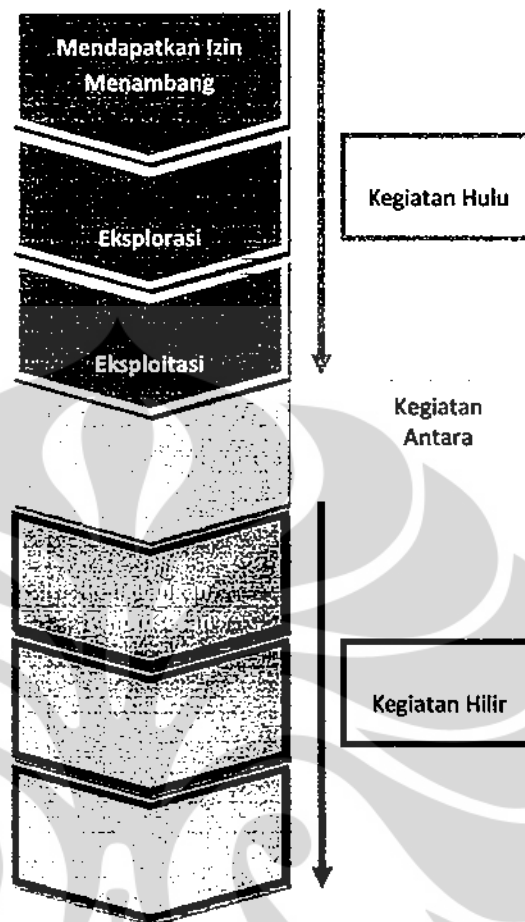 Mendapatkan Izin
Menambang
Kegiatan Hulu
Eksplorasi
Eksploitasi
Kegiatan
Antara
Kegiatan Hilir